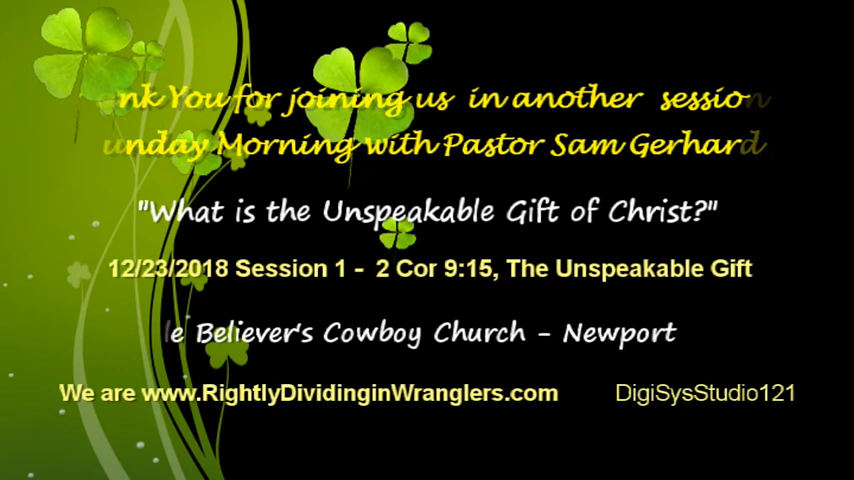 nk You for joining us in another session
unday Morning with Pastor Sam Gerhard
"What is the Unspeakable Gift of Christ?"
12/23/2018 Session 1 - 2 Cor 9:15, The Unspeakable Gift
le Believer's Cowboy Church - Newport
We are www.RightlyDividinginWranglers.com DigiSysStudio121